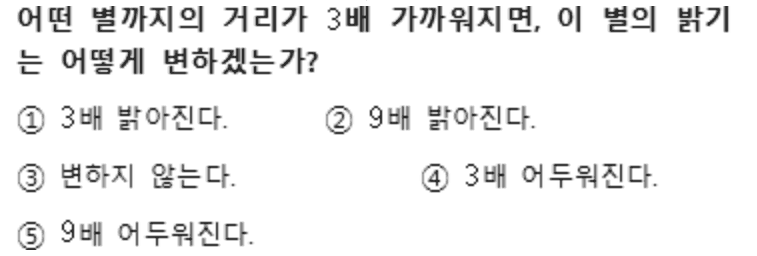 어떤 별까지의 거리가 3배 가까워지면, 이 별의 밝기
는 어떻게 변하겠는가?
① 3배 밝아진다. ② 9배 밝아진다.
③ 변하지 않는다. ④ 3배 어두워진다.
⑤ 9배 어두워진다.